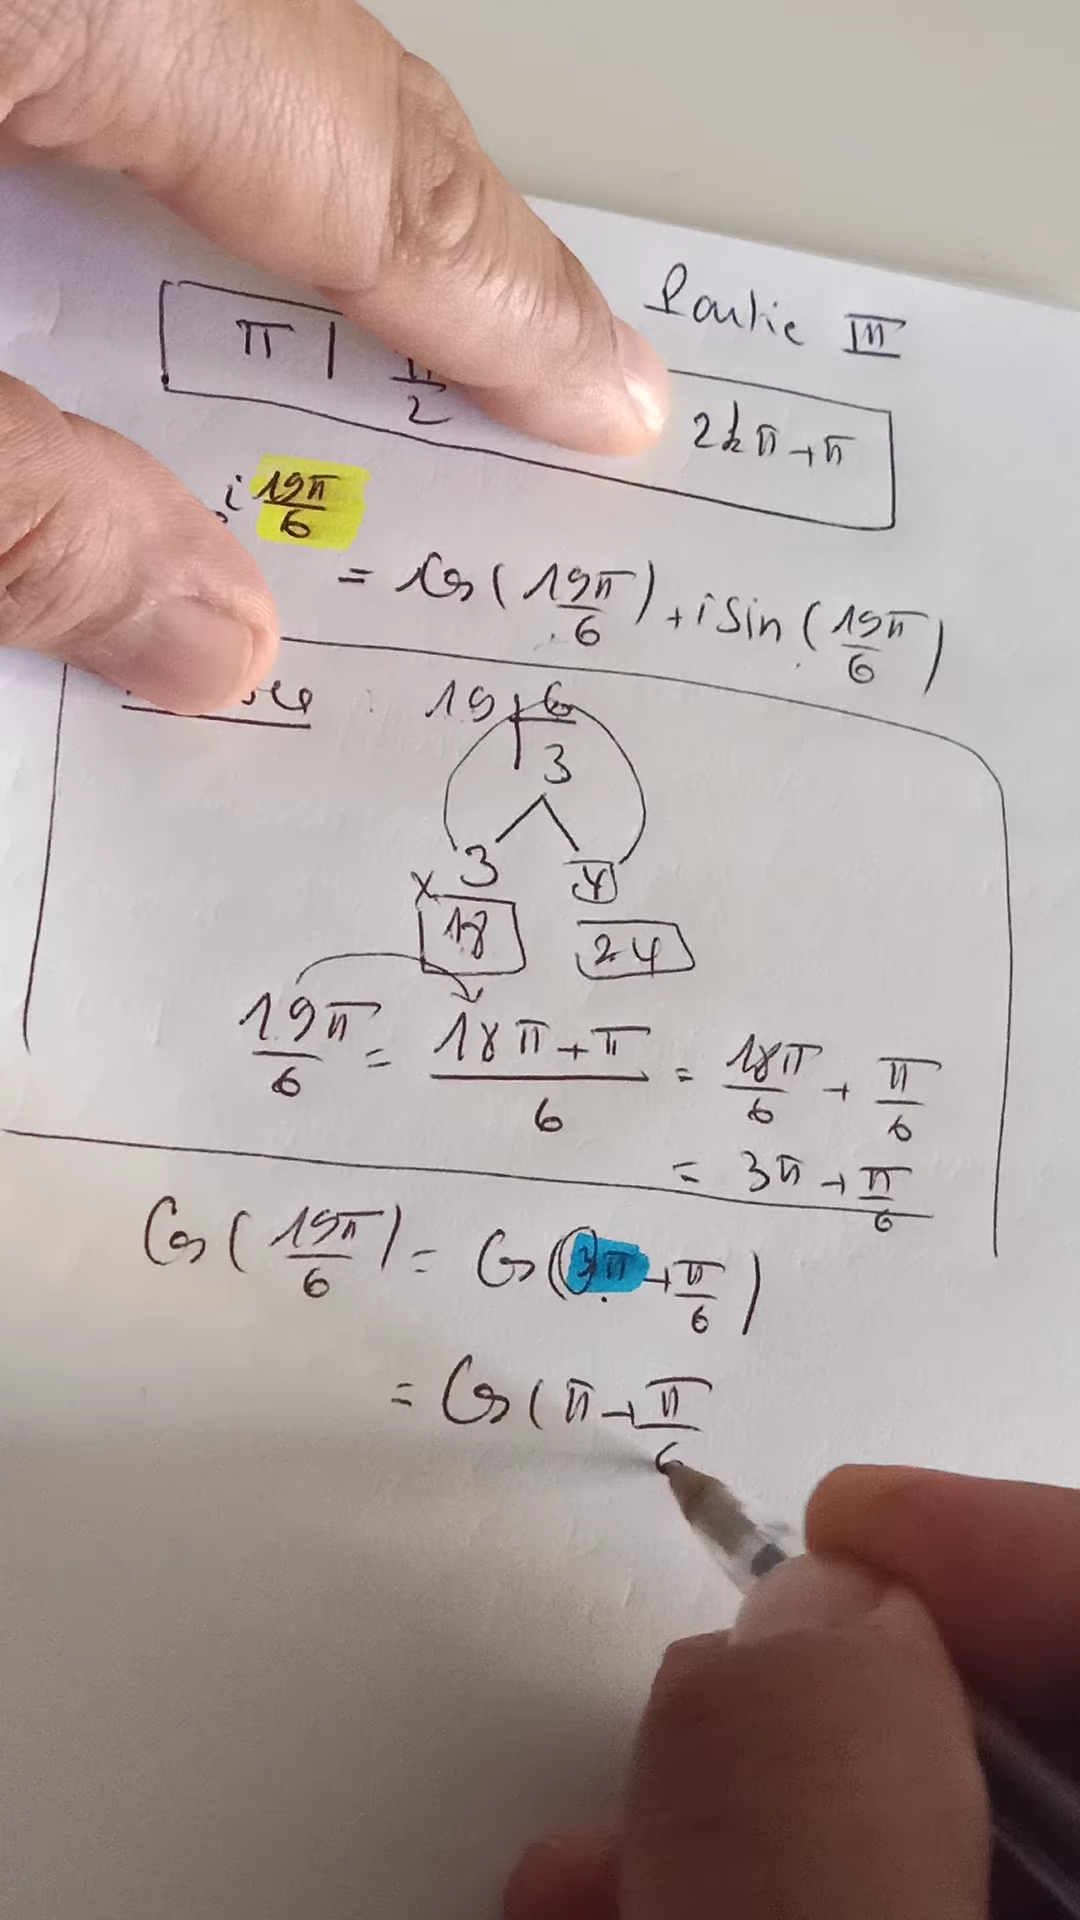 Partie III
π | π/2 2kπ+π
i 19π/6
= Cos(19π/6) + i Sin(19π/6)
: 19 | 6
3
3 4
x 18 24
19π/6 = (18π+π)/6 = 18π/6 + π/6
= 3π + π/6
Cos(19π/6) = Cos(3π + π/6)
= Cos(π + π/6